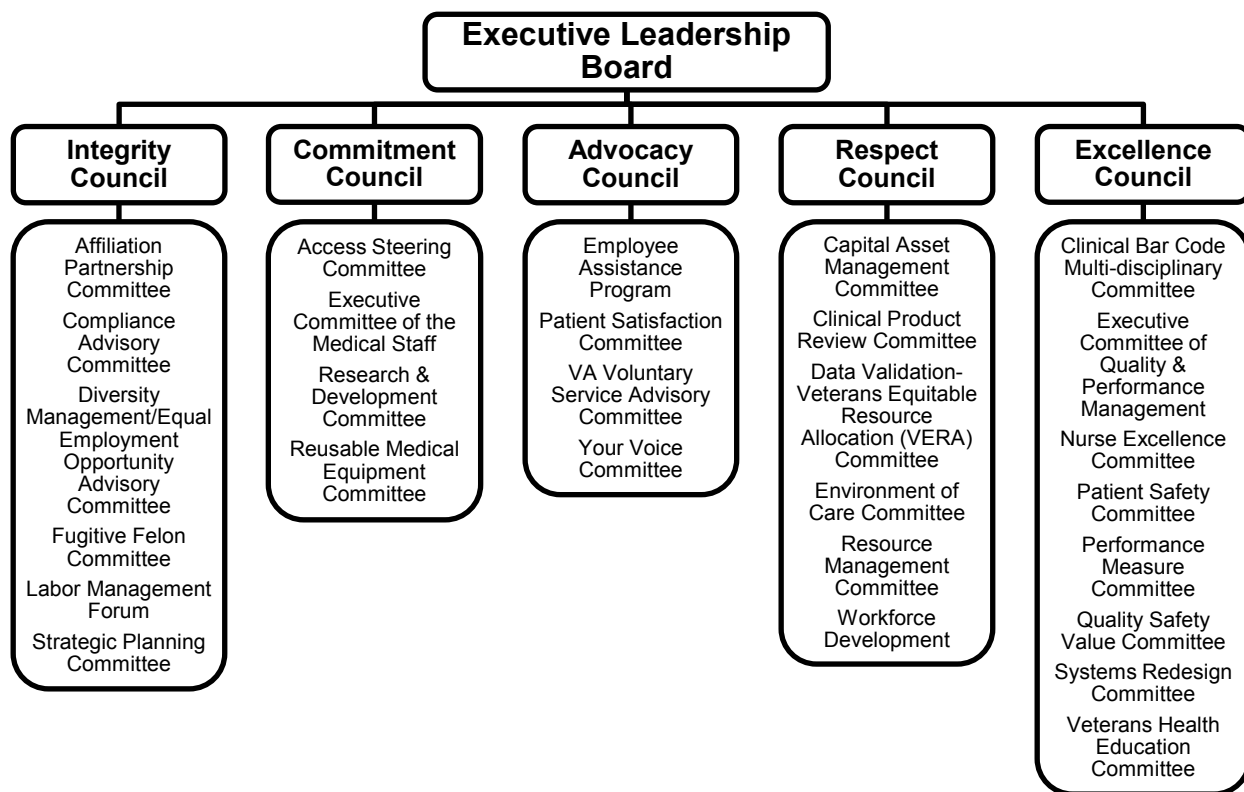 Executive Leadership
Board
Integrity
Council
Commitment
Council
Advocacy
Council
Respect
Council
Excellence
Council
Affiliation
Partnership
Committee
Compliance
Advisory
Committee
Diversity
Management/Equal
Employment
Opportunity
Advisory
Committee
Fugitive Felon
Committee
Labor Management
Forum
Strategic Planning
Committee
Access Steering
Committee
Executive
Committee of the
Medical Staff
Research &
Development
Committee
Reusable Medical
Equipment
Committee
Employee
Assistance
Program
Patient Satisfaction
Committee
VA Voluntary
Service Advisory
Committee
Your Voice
Committee
Capital Asset
Management
Committee
Clinical Product
Review Committee
Data Validation-
Veterans Equitable
Resource
Allocation (VERA)
Committee
Environment of
Care Committee
Resource
Management
Committee
Workforce
Development
Clinical Bar Code
Multi-disciplinary
Committee
Executive
Committee of
Quality &
Performance
Management
Nurse Excellence
Committee
Patient Safety
Committee
Performance
Measure
Committee
Quality Safety
Value Committee
Systems Redesign
Committee
Veterans Health
Education
Committee